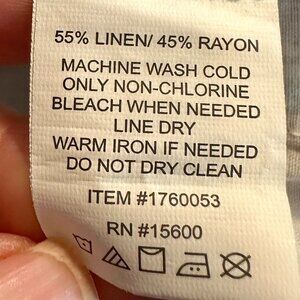 55% LINEN/ 45% RAYON
MACHINE WASH COLD
ONLY NON-CHLORINE
BLEACH WHEN NEEDED
LINE DRY
WARM IRON IF NEEDED
DO NOT DRY CLEAN
ITEM #1760053
RN #15600